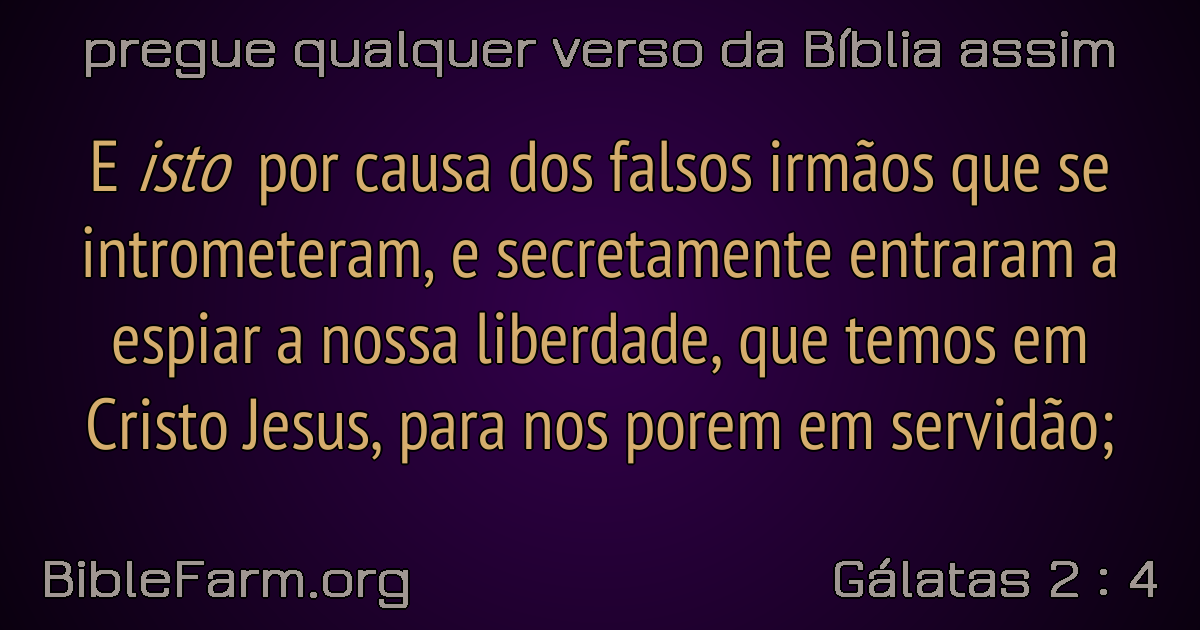 pregue qualquer verso da Bíblia assim
E isto por causa dos falsos irmãos que se
intrometeram, e secretamente entraram a
espiar a nossa liberdade, que temos em
Cristo Jesus, para nos porem em servidão;
BibleFarm.org
Gálatas 2 : 4